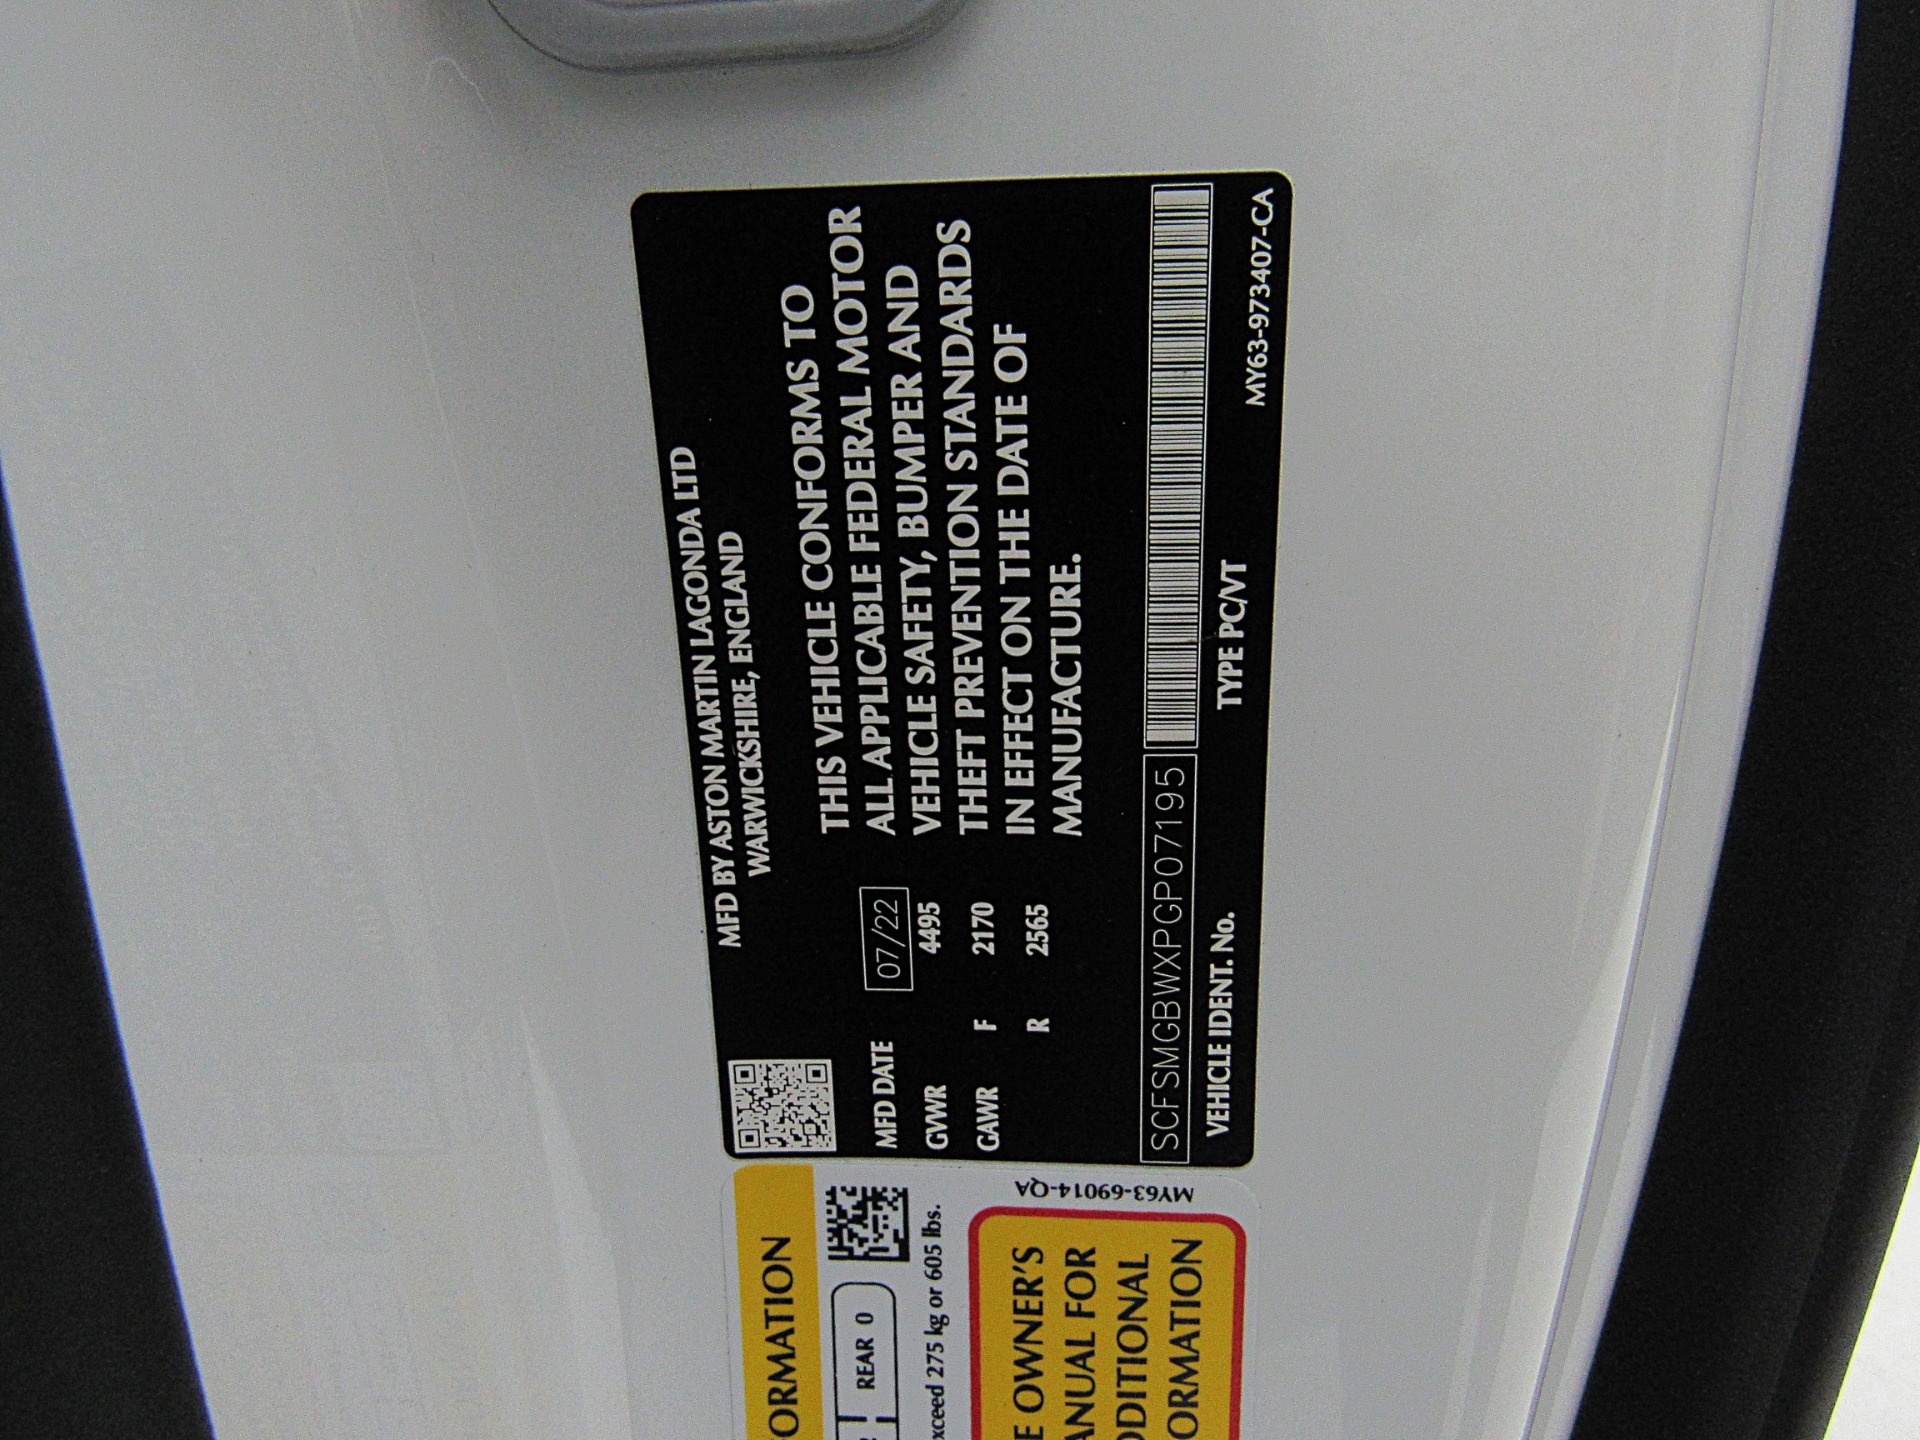 MFD BY ASTON MARTIN LAGONDA LTD
WARWICKSHIRE, ENGLAND
MFD DATE 07/22
GVWR 4495
GAWR F 2170
R 2565
THIS VEHICLE CONFORMS TO
ALL APPLICABLE FEDERAL MOTOR
VEHICLE SAFETY, BUMPER AND
THEFT PREVENTION STANDARDS
IN EFFECT ON THE DATE OF
MANUFACTURE.
SCFSMGBWXPGP07195
VEHICLE IDENT. No. TYPE PC/VT MY63-973407-CA
ORMATION
REAR 0
xceed 275 kg or 605 lbs.
MY63-69014-QA
E OWNER'S
ANUAL FOR
DDITIONAL
ORMATION